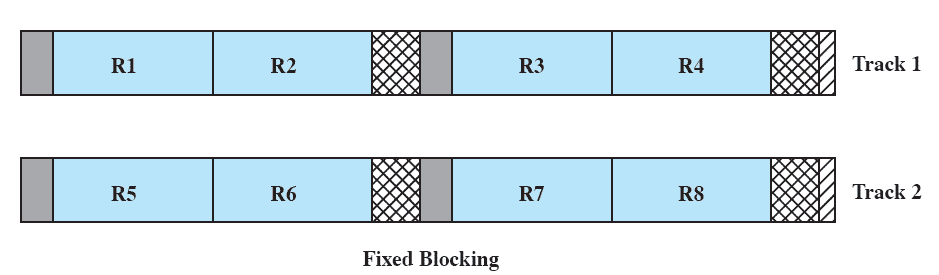 R1 R2 R3 R4 Track 1
R5 R6 R7 R8 Track 2
Fixed Blocking